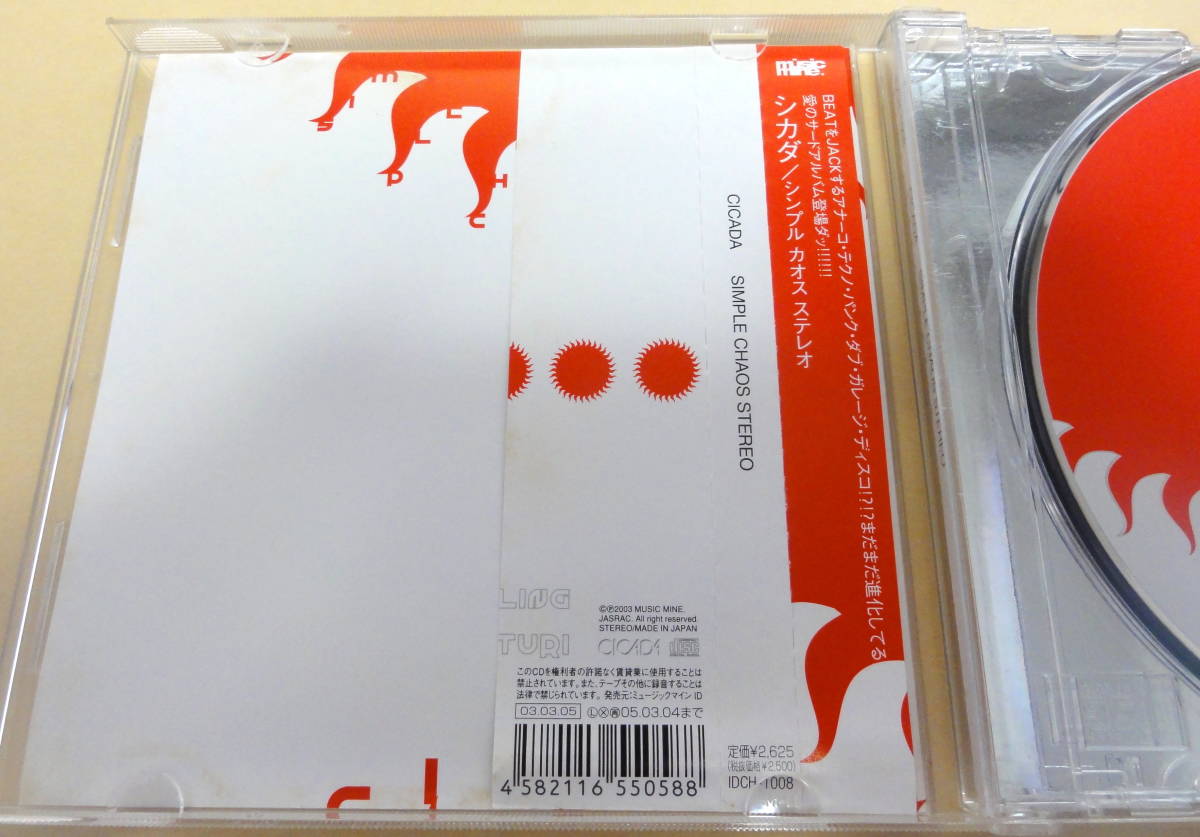 music
mine.
BEATをJACKするアナーコ・テクノ・パンク・ダブ・ガレージ・ディスコ!?!?まだまだ進化してる
愛のサードアルバム登場ダッ!!!!!!
シカダ/シンプル カオス ステレオ
CICADA SIMPLE CHAOS STEREO
LING
TURI
©℗2003 MUSIC MINE.
JASRAC. All right reserved.
STEREO/MADE IN JAPAN
CICADA
このCDを権利者の許諾なく賃貸業に使用することは
禁止されています。また、テープその他に録音することは
法律で禁じられています。 発売元:ミュージックマイン ID
03.03.05 Ⓛ 05.03.04まで
4 582116 550588
定価¥2,625
(税抜価格¥2,500)
IDCH-1008